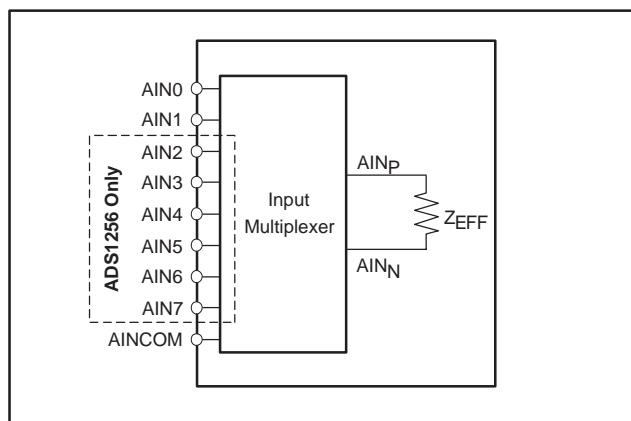 AIN0
AIN1
AIN2
AIN3
AIN4
AIN5
AIN6
AIN7
AINCOM
ADS1256 Only
Input
Multiplexer
AINP
ZEFF
AINN